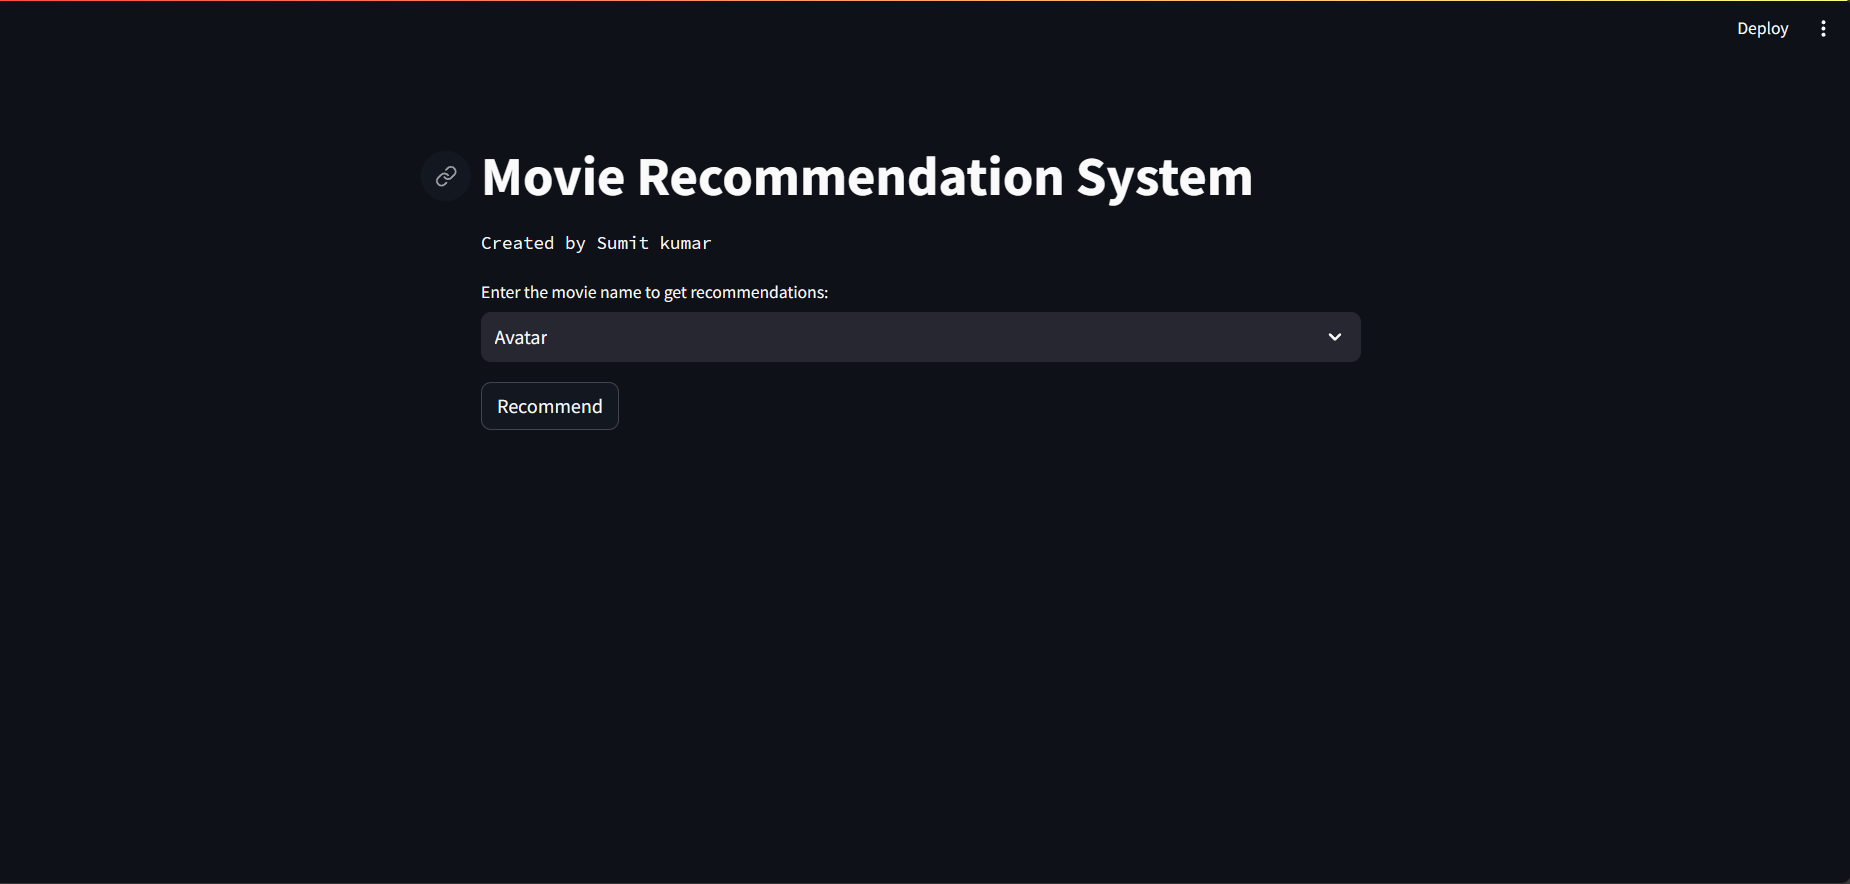 Deploy
Movie Recommendation System
Created by Sumit kumar
Enter the movie name to get recommendations:
Avatar
Recommend